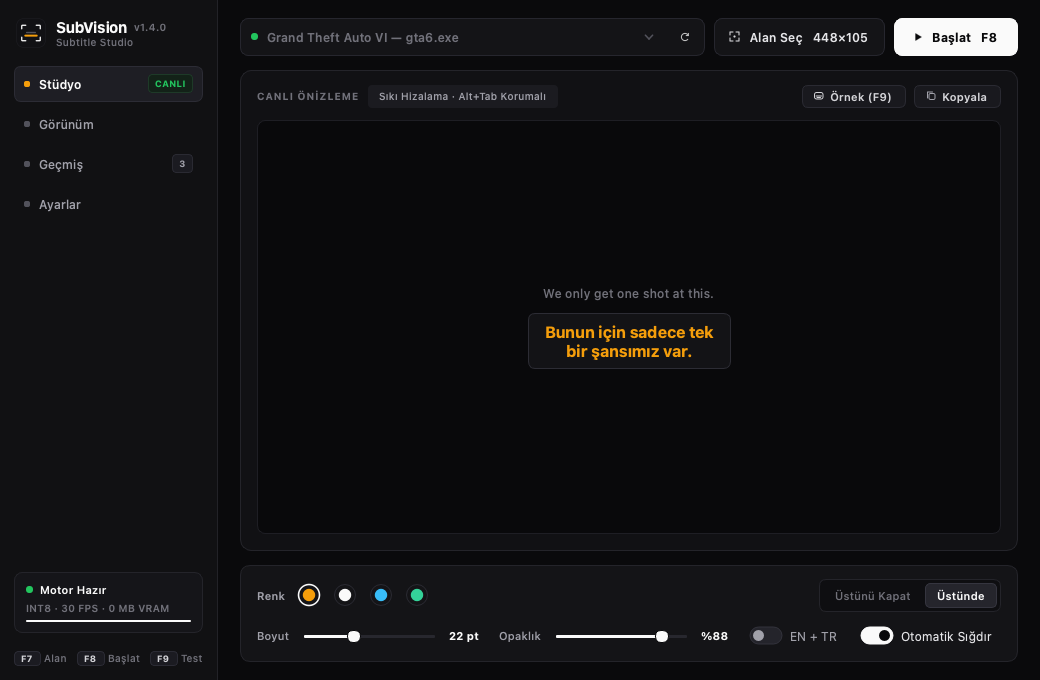 SubVision v1.4.0
Subtitle Studio
Stüdyo CANLI
Görünüm
Geçmiş 3
Ayarlar
Motor Hazır
INT8 · 30 FPS · 0 MB VRAM
F7 Alan F8 Başlat F9 Test
Grand Theft Auto VI — gta6.exe
Alan Seç 448×105
Başlat F8
CANLI ÖNİZLEME Sıkı Hizalama · Alt+Tab Korumalı
Örnek (F9) Kopyala
We only get one shot at this.
Bunun için sadece tek
bir şansımız var.
Renk
Üstünü Kapat Üstünde
Boyut 22 pt Opaklık %88 EN + TR Otomatik Sığdır